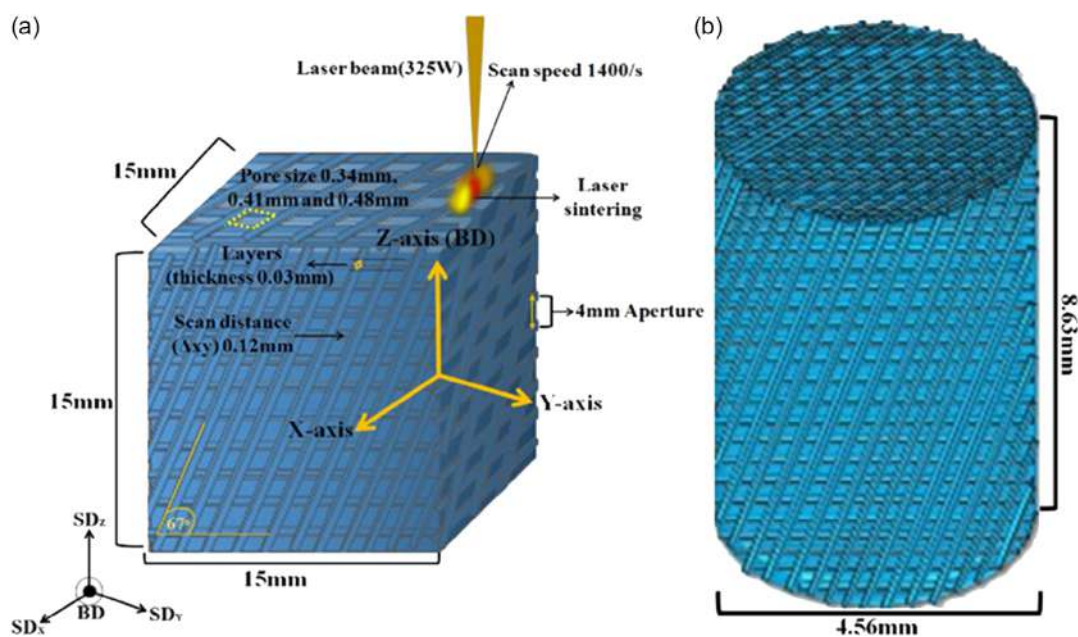 (a)
(b)
Laser beam(325W)
Scan speed 1400/s
15mm
Pore size 0.34mm,
0.41mm and 0.48mm
Laser
sintering
Z-axis (BD)
Layers
(thickness 0.03mm)
4mm Aperture
Scan distance
(Δxy) 0.12mm
8.63mm
15mm
Y-axis
X-axis
67°
SDz
15mm
BD
SDY
SDX
4.56mm